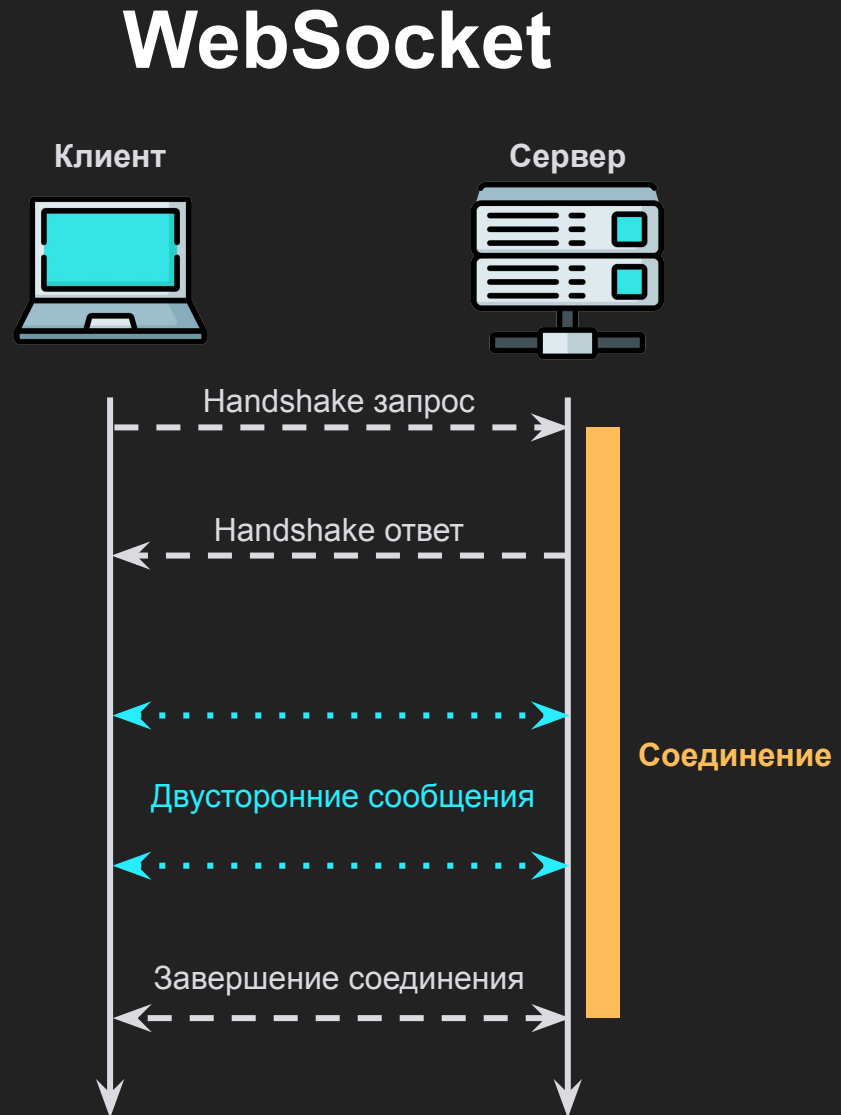 WebSocket
Клиент
Сервер
Handshake запрос
Handshake ответ
Соединение
Двусторонние сообщения
Завершение соединения